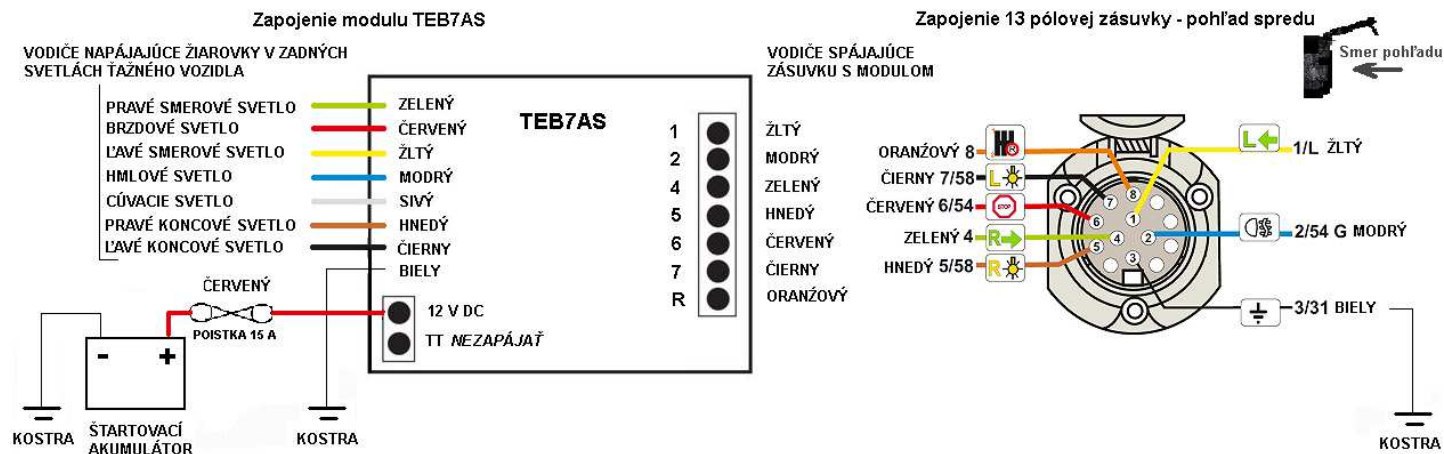 Zapojenie modulu TEB7AS
VODIČE NAPÁJAJÚCE ŽIAROVKY V ZADNÝCH
SVETLÁCH ŤAŽNÉHO VOZIDLA
PRAVÉ SMEROVÉ SVETLO
BRZDOVÉ SVETLO
ĽAVÉ SMEROVÉ SVETLO
HMLOVÉ SVETLO
CÚVACIE SVETLO
PRAVÉ KONCOVÉ SVETLO
ĽAVÉ KONCOVÉ SVETLO
ZELENÝ
ČERVENÝ
ŽLTÝ
MODRÝ
SIVÝ
HNEDÝ
ČIERNY
BIELY
TEB7AS
1
2
4
5
6
7
R
12 V DC
TT NEZAPÁJAŤ
ČERVENÝ
POISTKA 15 A
- +
KOSTRA
ŠTARTOVACÍ
AKUMULÁTOR
KOSTRA
VODIČE SPÁJAJÚCE
ZÁSUVKU S MODULOM
ŽLTÝ
MODRÝ
ZELENÝ
HNEDÝ
ČERVENÝ
ČIERNY
ORANŹOVÝ
Zapojenie 13 pólovej zásuvky - pohľad spredu
Smer pohľadu
ORANŹOVÝ 8
R
ČIERNY 7/58
L
ČERVENÝ 6/54
STOP
ZELENÝ 4
R
HNEDÝ 5/58
R
8
7
1
6
4
2
5
3
L
1/L ŽLTÝ
2/54 G MODRÝ
3/31 BIELY
KOSTRA